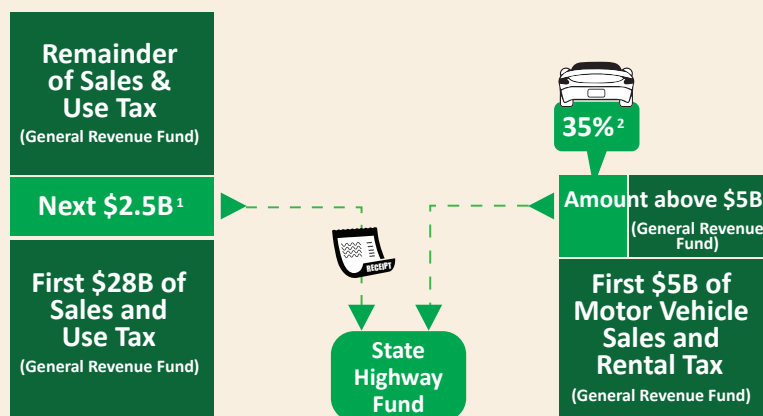 Remainder
of Sales &
Use Tax
(General Revenue Fund)
Next $2.5B¹
First $28B of
Sales and
Use Tax
(General Revenue Fund)
RECEIPT
State
Highway
Fund
35%²
Amount above $5B
(General Revenue
Fund)
First $5B of
Motor Vehicle
Sales and
Rental Tax
(General Revenue Fund)